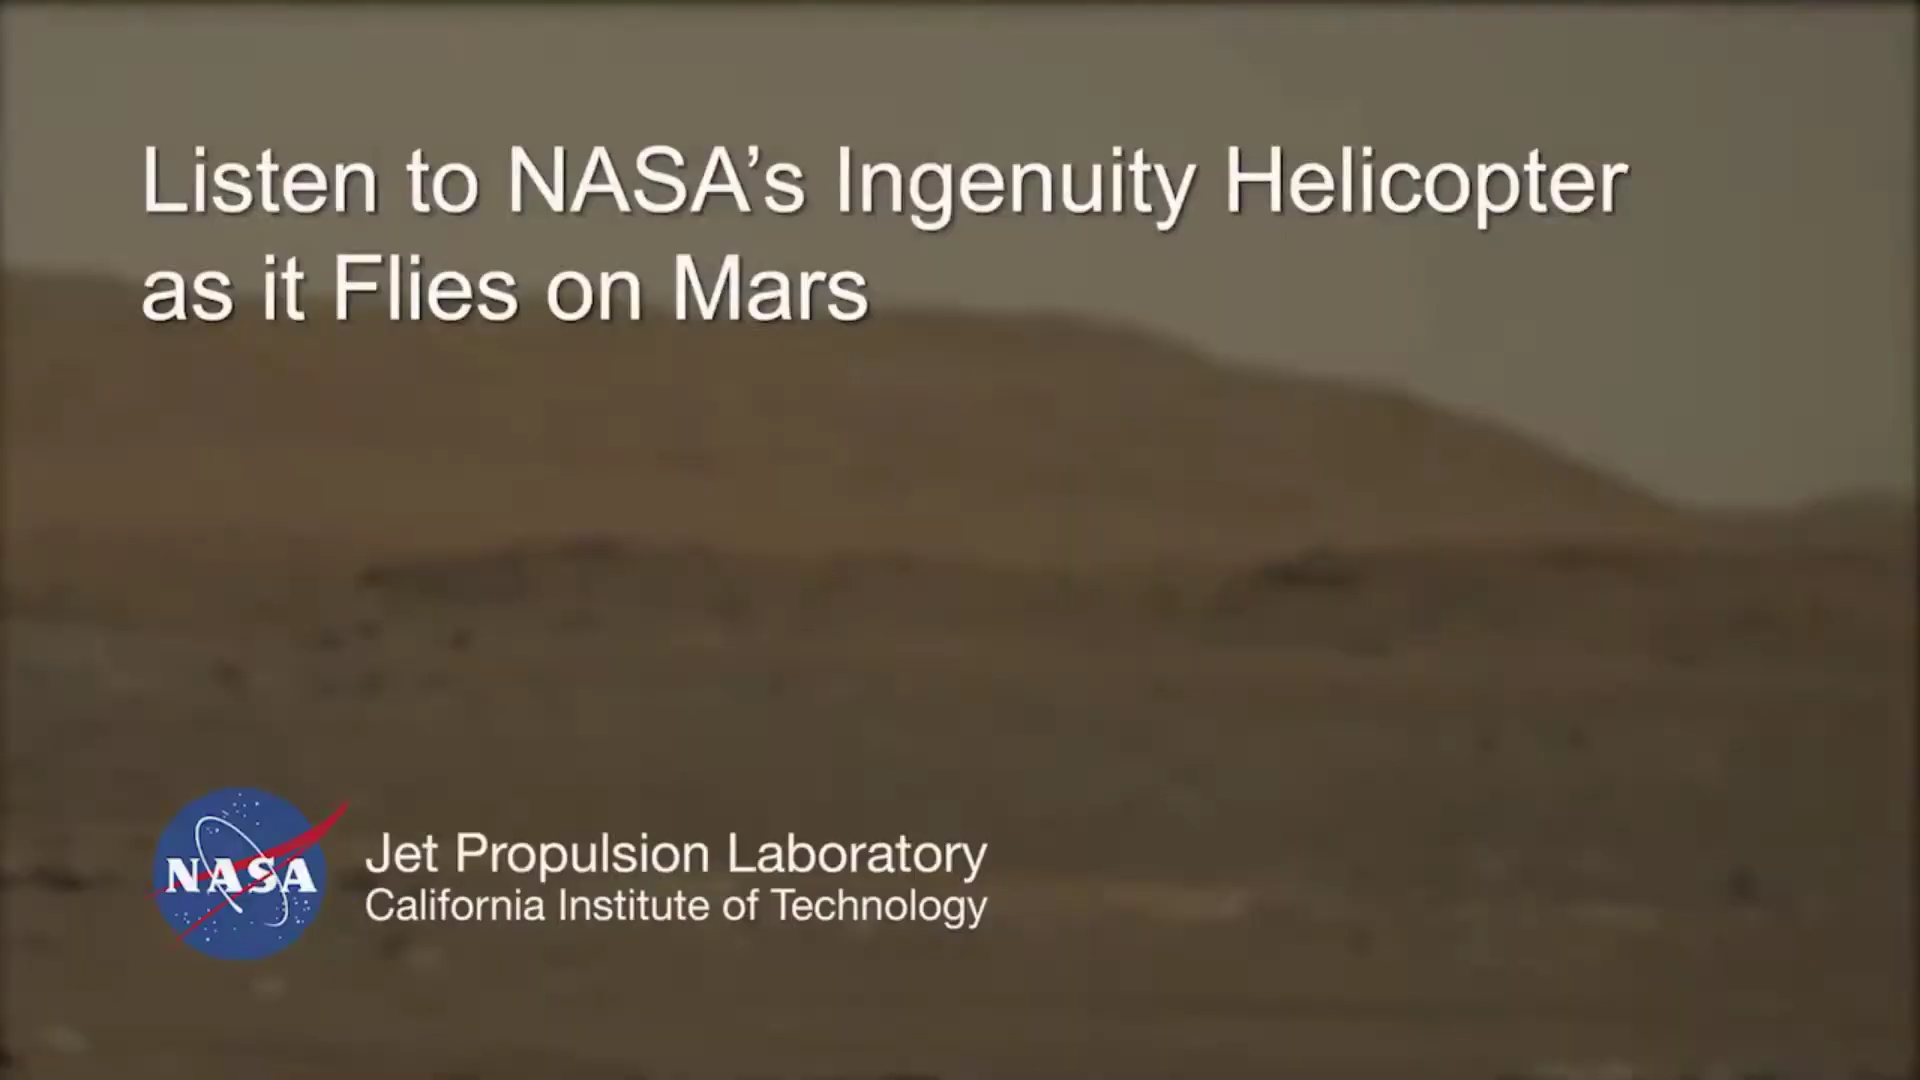 Listen to NASA’s Ingenuity Helicopter
as it Flies on Mars
NASA
Jet Propulsion Laboratory
California Institute of Technology